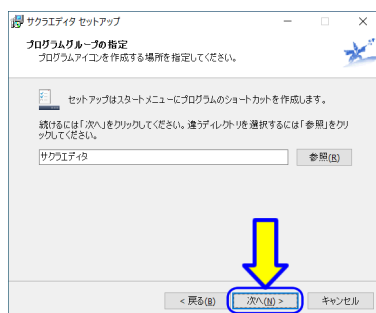 サクラエディタ セットアップ
プログラムグループの指定
プログラムアイコンを作成する場所を指定してください。
セットアップはスタートメニューにプログラムのショートカットを作成します。
続けるには「次へ」をクリックしてください。違うディレクトリを選択するには「参照」をクリ
ックしてください。
サクラエディタ
参照(R)
< 戻る(B)
次へ(N) >
キャンセル